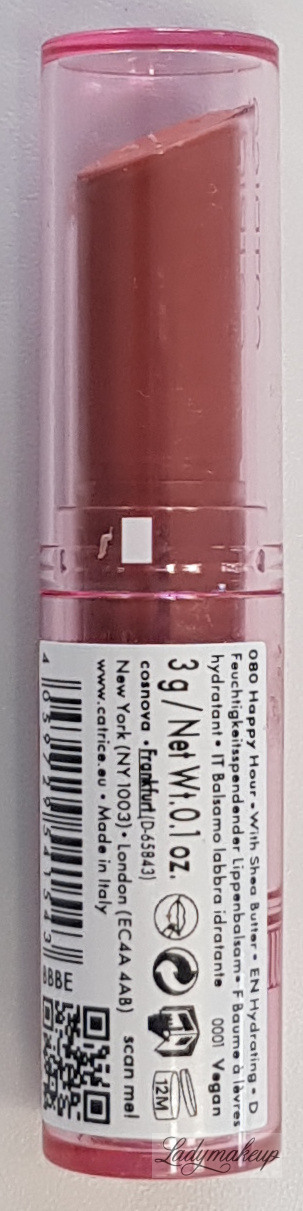 080 Happy Hour • With Shea Butter • EN Hydrating • D
Feuchtigkeitsspendender Lippenbalsam • F Baume à lèvres
hydratant • IT Balsamo labbra idratante 0001 Vegan
3 g / Net Wt. 0.1 oz.
12M
cosnova • Frankfurt (D-65843)
New York (NY 1003) • London (EC4A 4AB) scan me!
www.catrice.eu • Made in Italy
BBBE
Ladymakeup